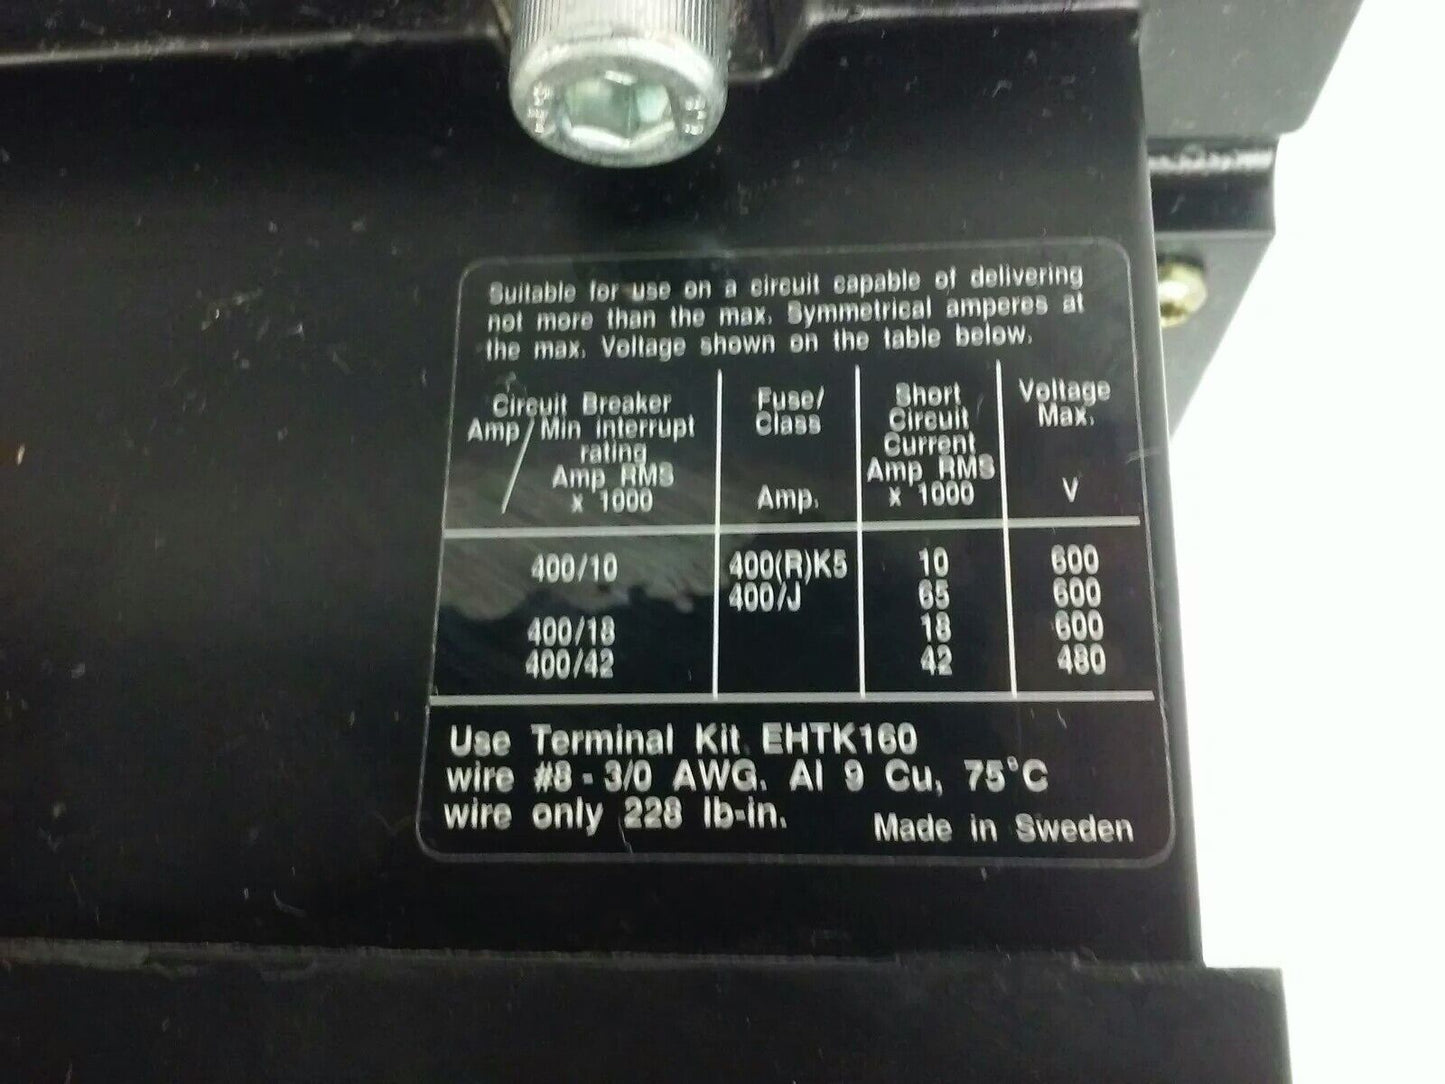 Suitable for use on a circuit capable of delivering
not more than the max. Symmetrical amperes at
the max. Voltage shown on the table below.
Circuit Breaker
Amp / Min interrupt
rating
Amp RMS
x 1000
Fuse/
Class
Amp.
Short
Circuit
Current
Amp RMS
x 1000
Voltage
Max.
V
400/10 400(R)K5 10 600
400/J 65 600
400/18 18 600
400/42 42 480
Use Terminal Kit EHTK160
wire #8 - 3/0 AWG. Al 9 Cu, 75°C
wire only 228 lb-in.
Made in Sweden